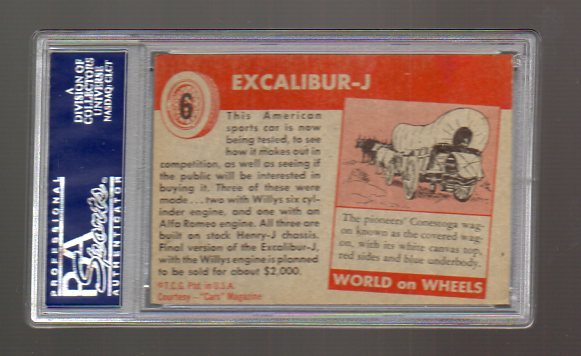 A
DIVISION OF
COLLECTORS
UNIVERSE
NASDAQ: CLCT
PROFESSIONAL
PSA
Sports
AUTHENTICATOR
6
EXCALIBUR-J
This American
sports car is now
being tested, to see
how it makes out in
competition, as well as seeing if
the public will be interested in
buying it. Three of these were
made ... two with Willys six cyl-
inder engine, and one with an
Alfa Romeo engine. All three are
built on stock Henry-J chassis.
Final version of the Excalibur-J,
with the Willys engine is planned
to be sold for about $2,000.
©T.C.G. Ptd. in U.S.A.
Courtesy — "Cars" Magazine
The pioneers' Conestoga wag-
on known as the covered wag-
on, with its white canvas top,
red sides and blue underbody.
WORLD on WHEELS